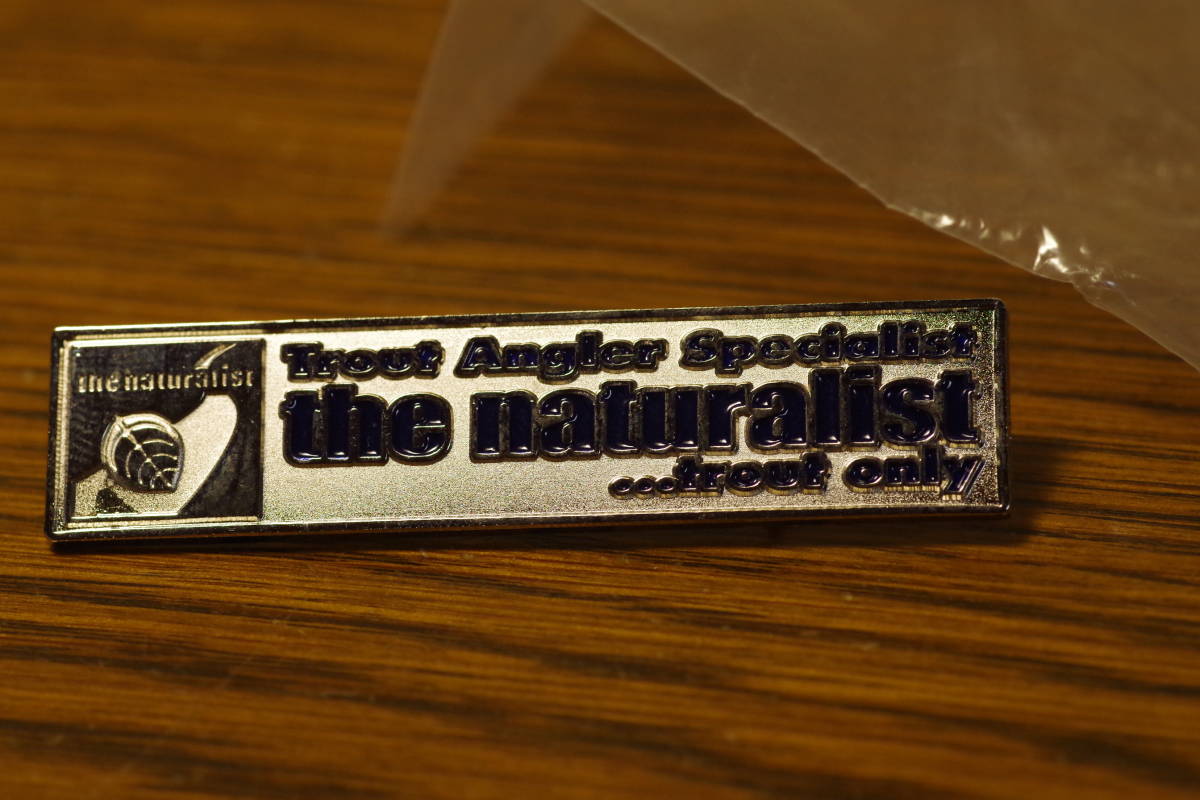 the naturalist
Trout Angler Specialist
the naturalist
...trout only